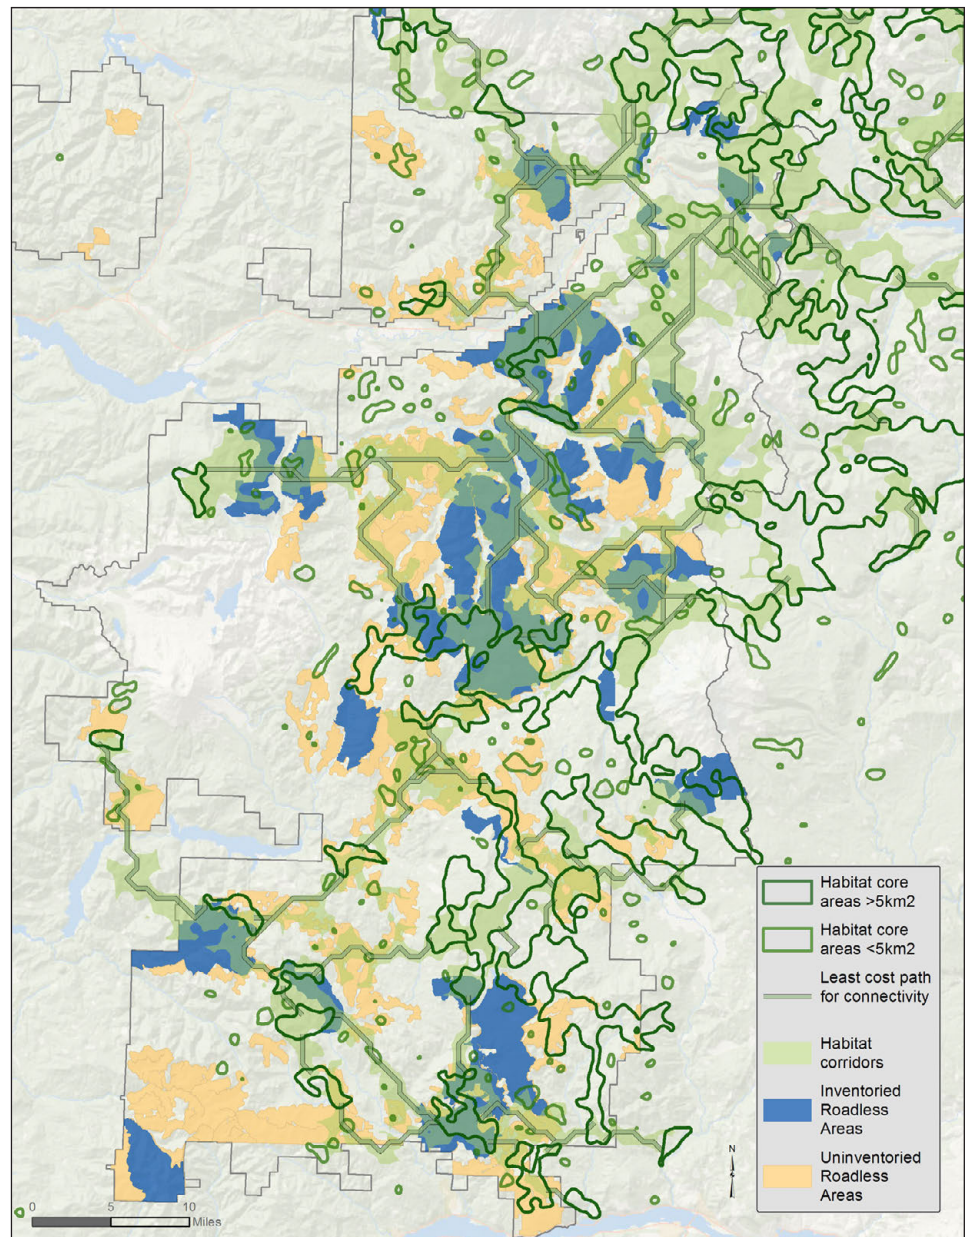 Habitat core
areas >5km2
Habitat core
areas <5km2
Least cost path
for connectivity
Habitat
corridors
Inventoried
Roadless
Areas
Uninventoried
Roadless
Areas
N
0 5 10
Miles